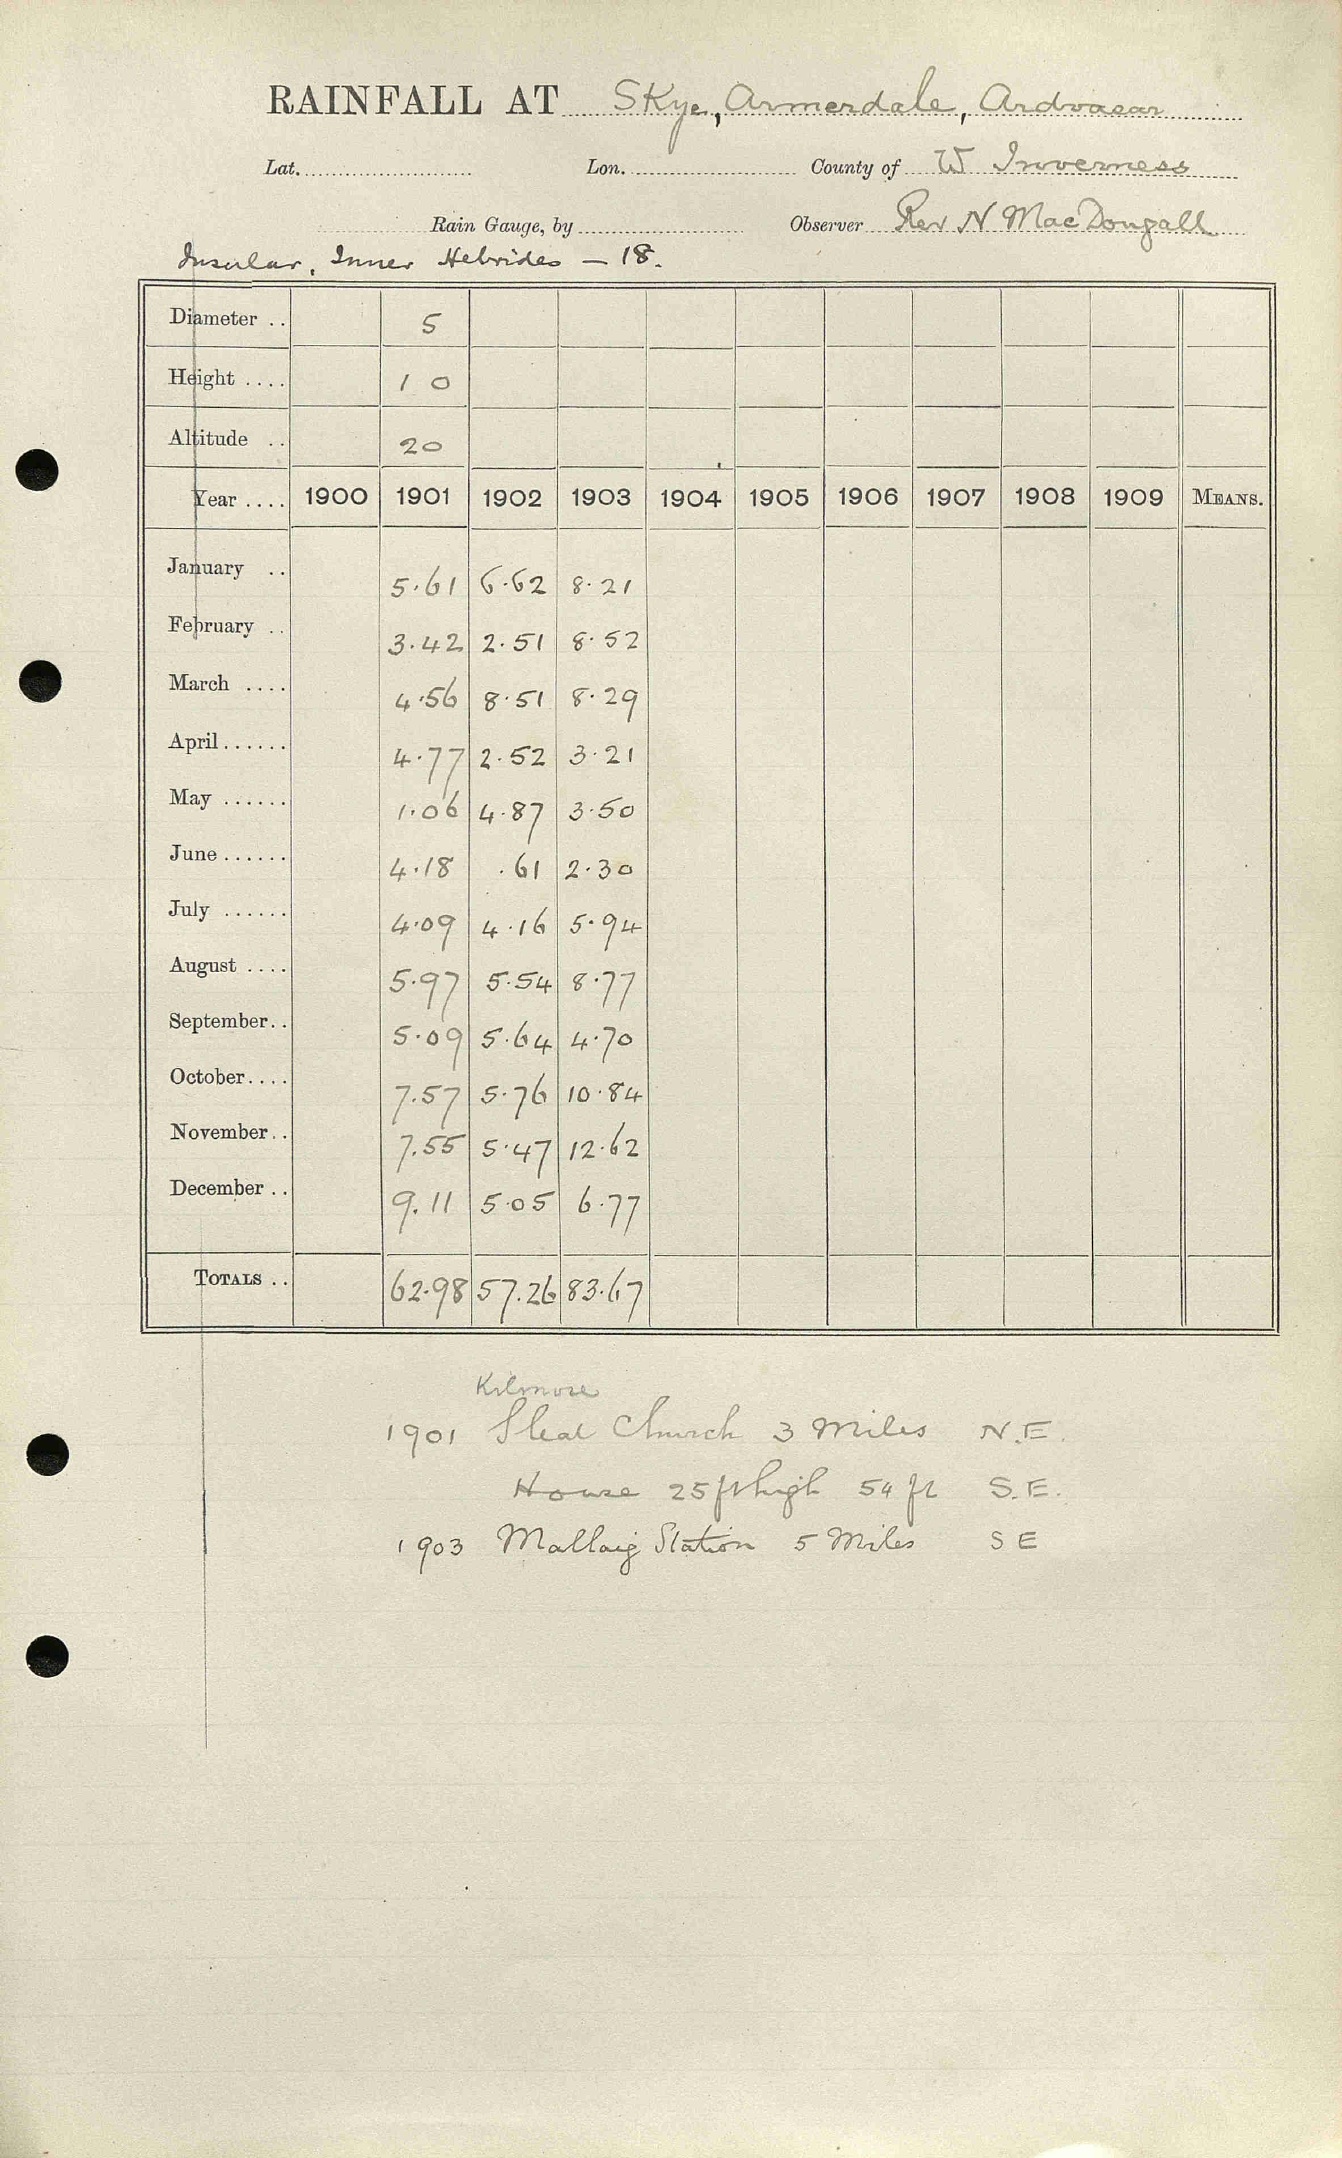 RAINFALL AT Skye, Armerdale, Ardvasar
Lat. Lon. County of W Inverness
Rain Gauge, by Observer Rev N MacDougall
Insular, Inner Hebrides — 18.
Diameter .. 5
Height .... 1 0
Altitude .. 20
Year .... 1900 1901 1902 1903 1904 1905 1906 1907 1908 1909 MEANS.
January .. 5.61 6.62 8.21
February .. 3.42 2.51 8.52
March .... 4.56 8.51 8.29
April...... 4.77 2.52 3.21
May ...... 1.06 4.87 3.50
June...... 4.18 .61 2.30
July ...... 4.09 4.16 5.94
August .... 5.97 5.54 8.77
September.. 5.09 5.64 4.70
October.... 7.57 5.76 10.84
November.. 7.55 5.47 12.62
December .. 9.11 5.05 6.77
TOTALS .. 62.98 57.26 83.67
Kilmore
1901 Sleat Church 3 Miles N.E.
House 25 ft high 54 ft S.E.
1903 Mallaig Station 5 Miles S E